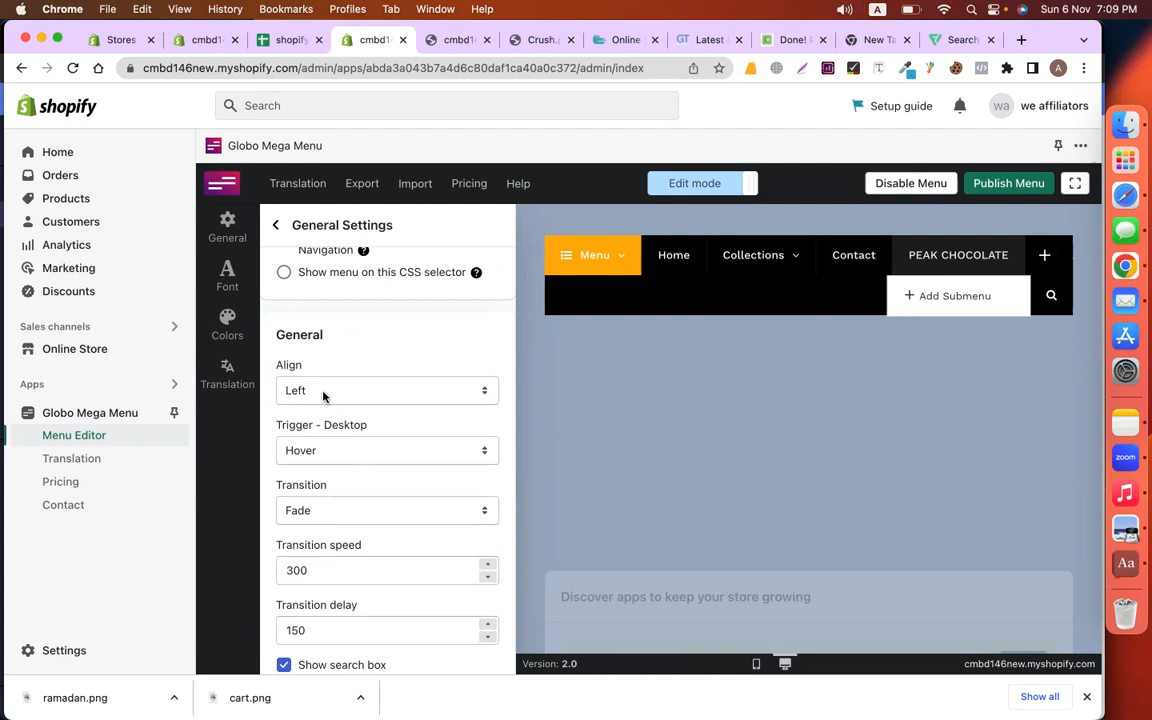 Chrome File Edit View History Bookmarks Profiles Tab Window Help A Sun 6 Nov 7:09 PM
Stores cmbd1 shopify cmbd1 cmbd1 Crush. Online GT Latest Done! New Ta Search
cmbd146new.myshopify.com/admin/apps/abda3a043b7a4d6c80daf1ca40a0c372/admin/index A
shopify Search Setup guide wa we affiliators
Home
Orders
Products
Customers
Analytics
Marketing
Discounts
Sales channels
Online Store
Apps
Globo Mega Menu
Menu Editor
Translation
Pricing
Contact
Settings
Globo Mega Menu
Translation Export Import Pricing Help Edit mode Disable Menu Publish Menu
General
Font
Colors
Translation
General Settings
Navigation ?
Show menu on this CSS selector ?
General
Align
Left
Trigger - Desktop
Hover
Transition
Fade
Transition speed
300
Transition delay
150
Show search box
Menu Home Collections Contact PEAK CHOCOLATE +
+ Add Submenu
Discover apps to keep your store growing
Version: 2.0 cmbd146new.myshopify.com
zoom
Aa
ramadan.png cart.png Show all